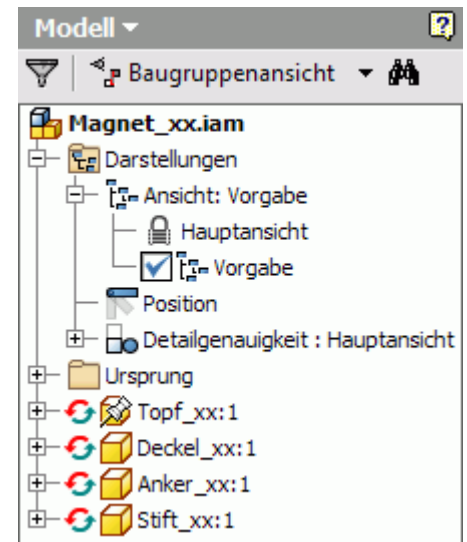 Modell
Baugruppenansicht
Magnet_xx.iam
Darstellungen
Ansicht: Vorgabe
Hauptansicht
Vorgabe
Position
Detailgenauigkeit : Hauptansicht
Ursprung
Topf_xx:1
Deckel_xx:1
Anker_xx:1
Stift_xx:1